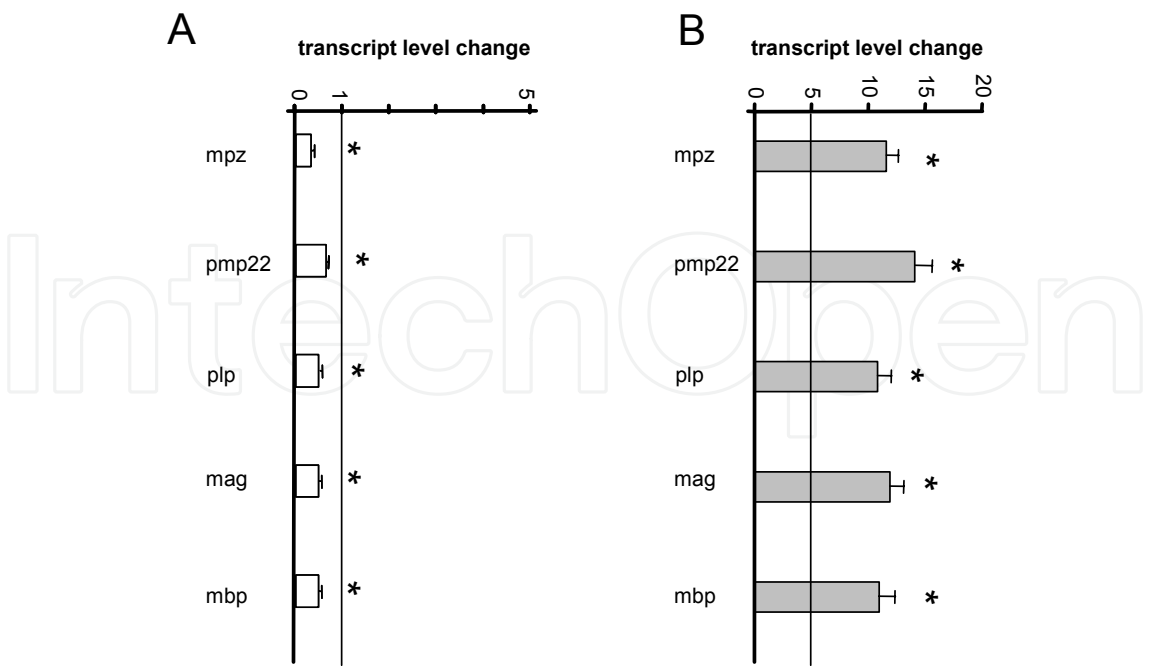 A
transcript level change
0 1 5
mpz *
pmp22 *
plp *
mag *
mbp *
B
transcript level change
0 5 10 15 20
mpz *
pmp22 *
plp *
mag *
mbp *
IntechOpen